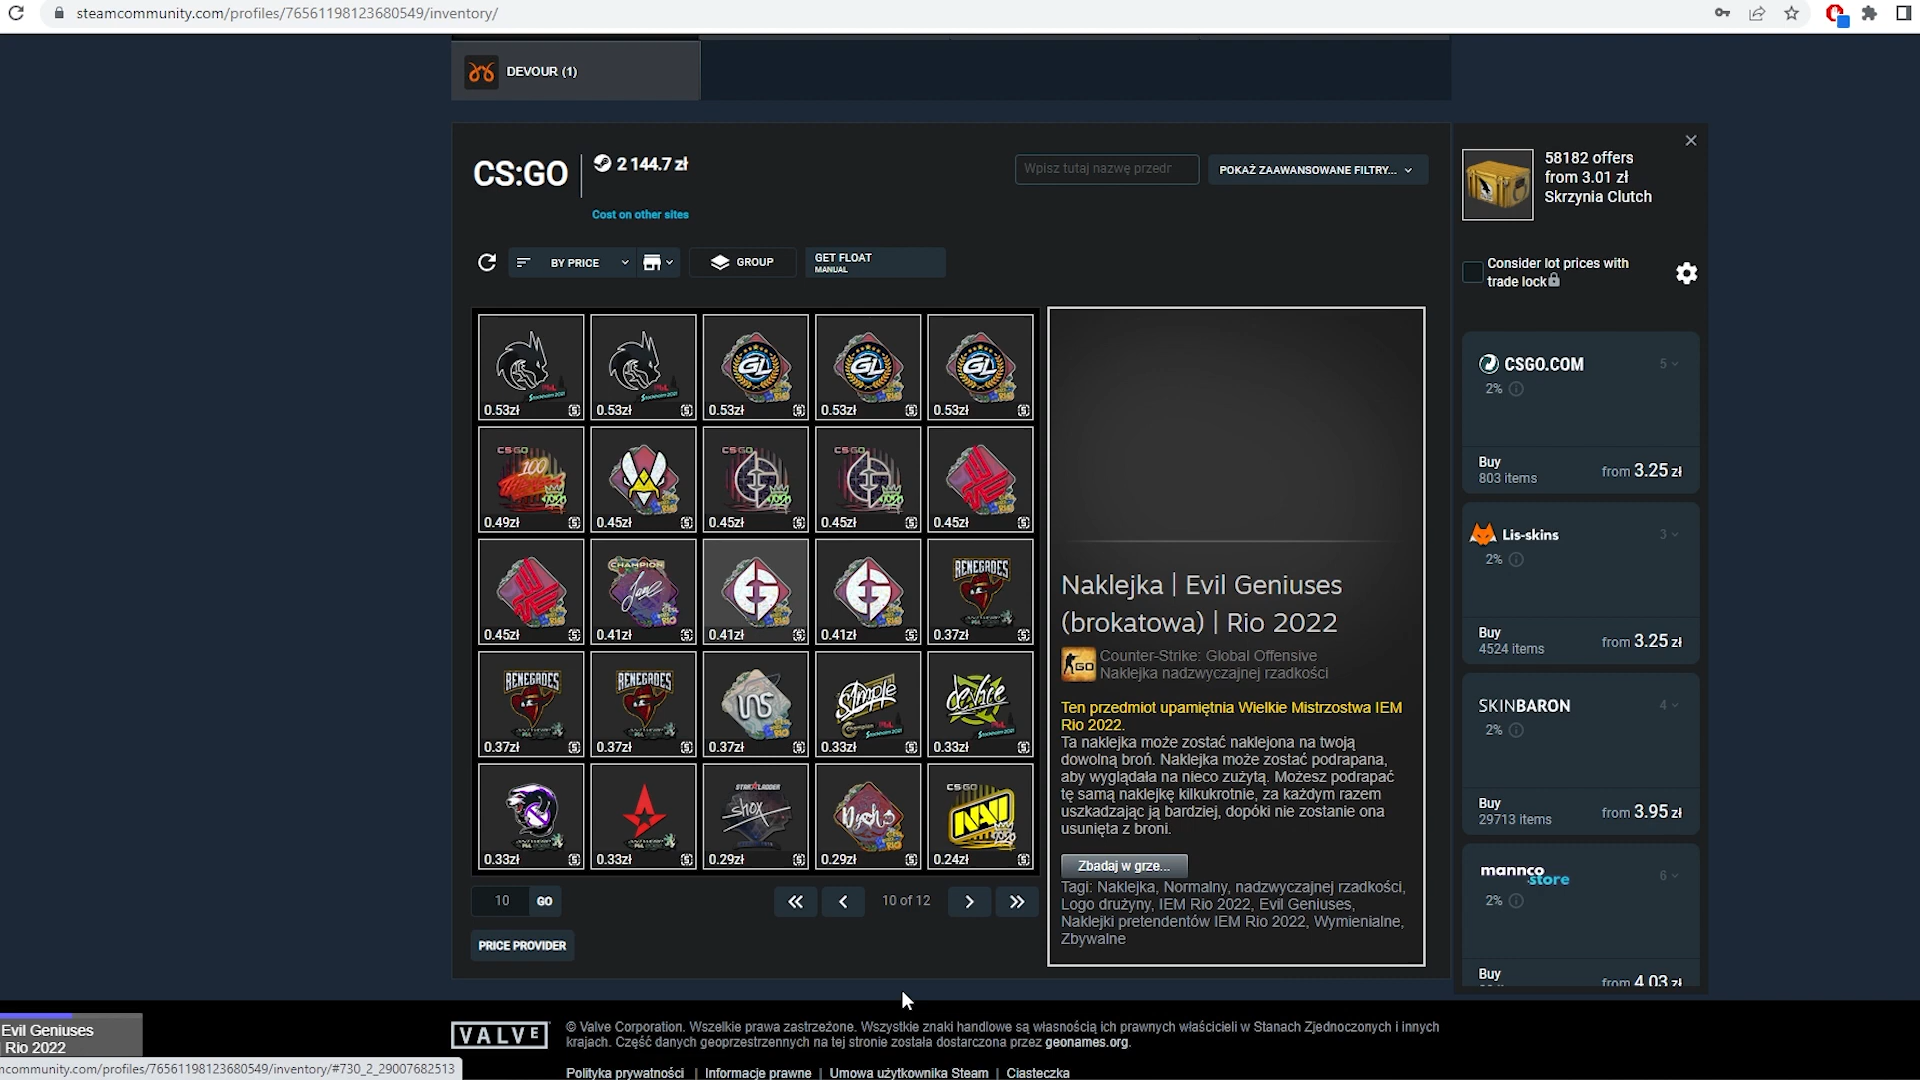 steamcommunity.com/profiles/76561198123680549/inventory/
DEVOUR (1)
CS:GO
2 144.7 zł
Cost on other sites
Wpisz tutaj nazwę przedr
POKAŻ ZAAWANSOWANE FILTRY...
BY PRICE
GROUP
GET FLOAT
MANUAL
0.53zł
0.53zł
0.53zł
0.53zł
0.53zł
0.49zł
0.45zł
0.45zł
0.45zł
0.45zł
0.45zł
0.41zł
0.41zł
0.41zł
0.37zł
0.37zł
0.37zł
0.37zł
0.33zł
0.33zł
0.33zł
0.33zł
0.29zł
0.29zł
0.24zł
10
GO
10 of 12
PRICE PROVIDER
Naklejka | Evil Geniuses
(brokatowa) | Rio 2022
Counter-Strike: Global Offensive
Naklejka nadzwyczajnej rzadkości
Ten przedmiot upamiętnia Wielkie Mistrzostwa IEM
Rio 2022.
Ta naklejka może zostać naklejona na twoją
dowolną broń. Naklejka może zostać podrapana,
aby wyglądała na nieco zużytą. Możesz podrapać
tę samą naklejkę kilkukrotnie, za każdym razem
uszkadzając ją bardziej, dopóki nie zostanie ona
usunięta z broni.
Zbadaj w grze...
Tagi: Naklejka, Normalny, nadzwyczajnej rzadkości,
Logo drużyny, IEM Rio 2022, Evil Geniuses,
Naklejki pretendentów IEM Rio 2022, Wymienialne,
Zbywalne
58182 offers
from 3.01 zł
Skrzynia Clutch
Consider lot prices with
trade lock
CSGO.COM
5
2%
Buy
803 items
from 3.25 zł
Lis-skins
3
2%
Buy
4524 items
from 3.25 zł
SKINBARON
4
2%
Buy
29713 items
from 3.95 zł
mannco
store
6
2%
Buy
from 4.03 zł
Evil Geniuses
| Rio 2022
VALVE
© Valve Corporation. Wszelkie prawa zastrzeżone. Wszystkie znaki handlowe są własnością ich prawnych właścicieli w Stanach Zjednoczonych i innych
krajach. Część danych geoprzestrzennych na tej stronie została dostarczona przez geonames.org.
Polityka prywatności | Informacje prawne | Umowa użytkownika Steam | Ciasteczka
mcommunity.com/profiles/76561198123680549/inventory/#730_2_29007682513